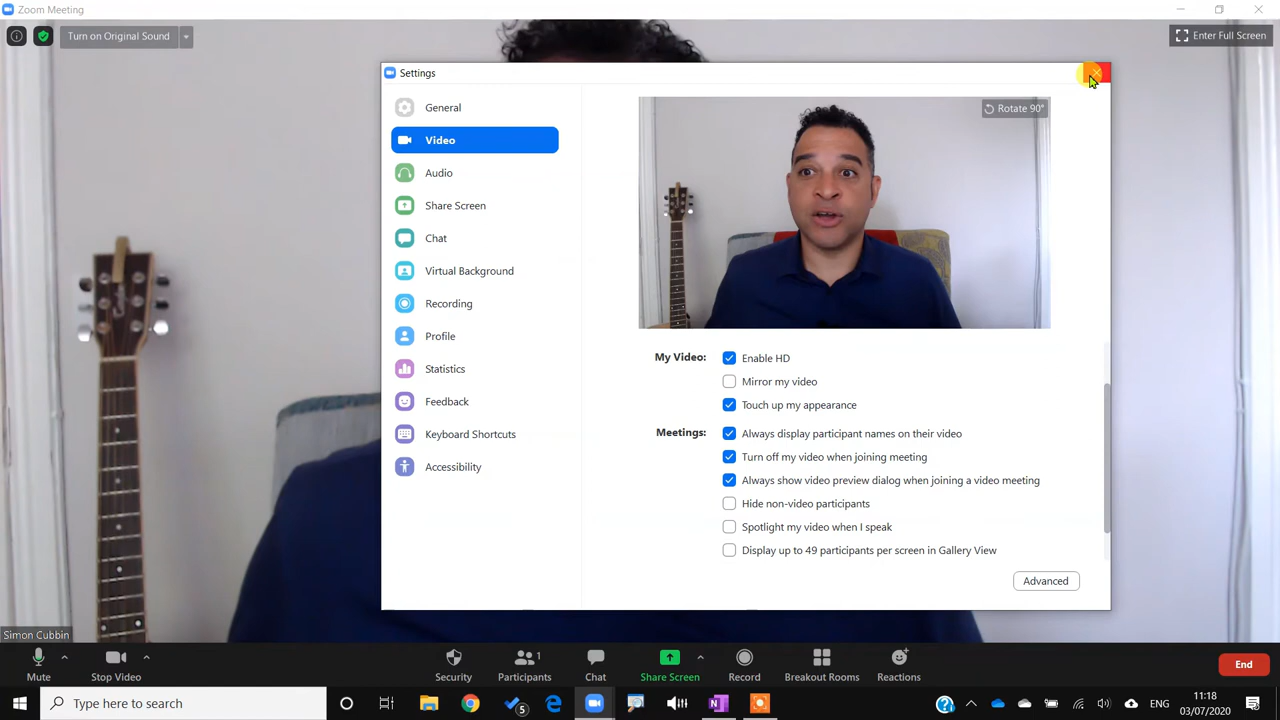 Zoom Meeting
Turn on Original Sound
Enter Full Screen
Settings
General
Video
Audio
Share Screen
Chat
Virtual Background
Recording
Profile
Statistics
Feedback
Keyboard Shortcuts
Accessibility
Rotate 90°
My Video:
Enable HD
Mirror my video
Touch up my appearance
Meetings:
Always display participant names on their video
Turn off my video when joining meeting
Always show video preview dialog when joining a video meeting
Hide non-video participants
Spotlight my video when I speak
Display up to 49 participants per screen in Gallery View
Advanced
Simon Cubbin
Mute
Stop Video
Security
1
Participants
Chat
Share Screen
Record
Breakout Rooms
Reactions
End
Type here to search
5
ENG
11:18
03/07/2020